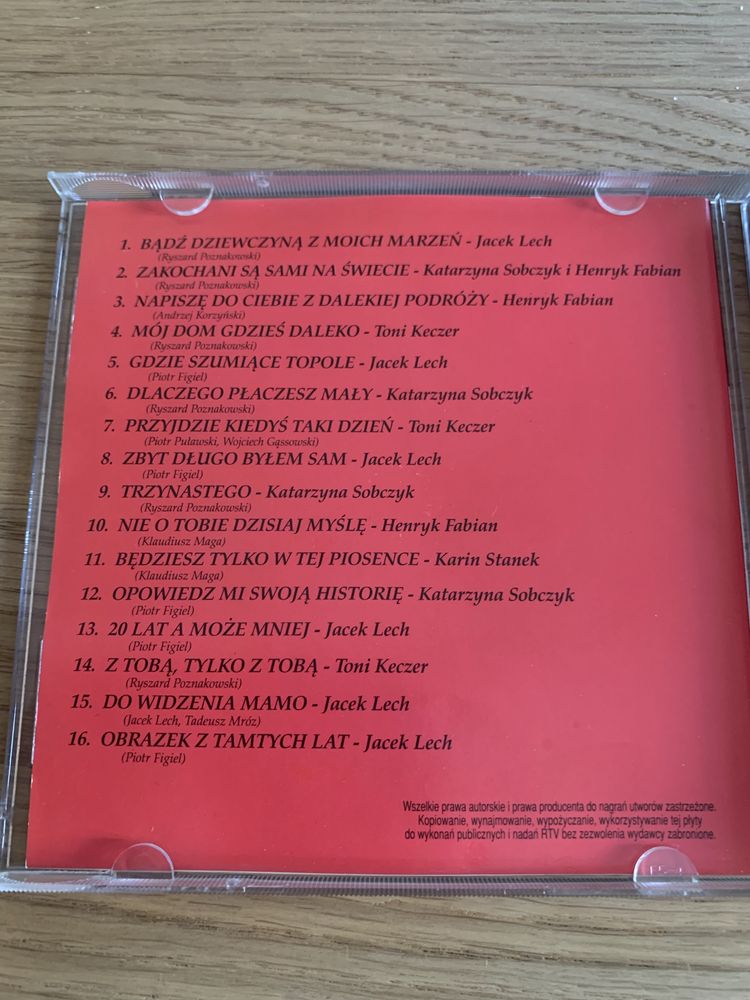 1. BĄDŹ DZIEWCZYNĄ Z MOICH MARZEŃ - Jacek Lech
(Ryszard Poznakowski)
2. ZAKOCHANI SĄ SAMI NA ŚWIECIE - Katarzyna Sobczyk i Henryk Fabian
(Ryszard Poznakowski)
3. NAPISZĘ DO CIEBIE Z DALEKIEJ PODRÓŻY - Henryk Fabian
(Andrzej Korzyński)
4. MÓJ DOM GDZIEŚ DALEKO - Toni Keczer
(Ryszard Poznakowski)
5. GDZIE SZUMIĄCE TOPOLE - Jacek Lech
(Piotr Figiel)
6. DLACZEGO PŁACZESZ MAŁY - Katarzyna Sobczyk
(Ryszard Poznakowski)
7. PRZYJDZIE KIEDYŚ TAKI DZIEŃ - Toni Keczer
(Piotr Puławski, Wojciech Gąssowski)
8. ZBYT DŁUGO BYŁEM SAM - Jacek Lech
(Piotr Figiel)
9. TRZYNASTEGO - Katarzyna Sobczyk
(Ryszard Poznakowski)
10. NIE O TOBIE DZISIAJ MYŚLĘ - Henryk Fabian
(Klaudiusz Maga)
11. BĘDZIESZ TYLKO W TEJ PIOSENCE - Karin Stanek
(Klaudiusz Maga)
12. OPOWIEDZ MI SWOJĄ HISTORIĘ - Katarzyna Sobczyk
(Piotr Figiel)
13. 20 LAT A MOŻE MNIEJ - Jacek Lech
(Piotr Figiel)
14. Z TOBĄ, TYLKO Z TOBĄ - Toni Keczer
(Ryszard Poznakowski)
15. DO WIDZENIA MAMO - Jacek Lech
(Jacek Lech, Tadeusz Mróz)
16. OBRAZEK Z TAMTYCH LAT - Jacek Lech
(Piotr Figiel)
Wszelkie prawa autorskie i prawa producenta do nagrań utworów zastrzeżone.
Kopiowanie, wynajmowanie, wypożyczanie, wykorzystywanie tej płyty
do wykonań publicznych i nadań RTV bez zezwolenia wydawcy zabronione.